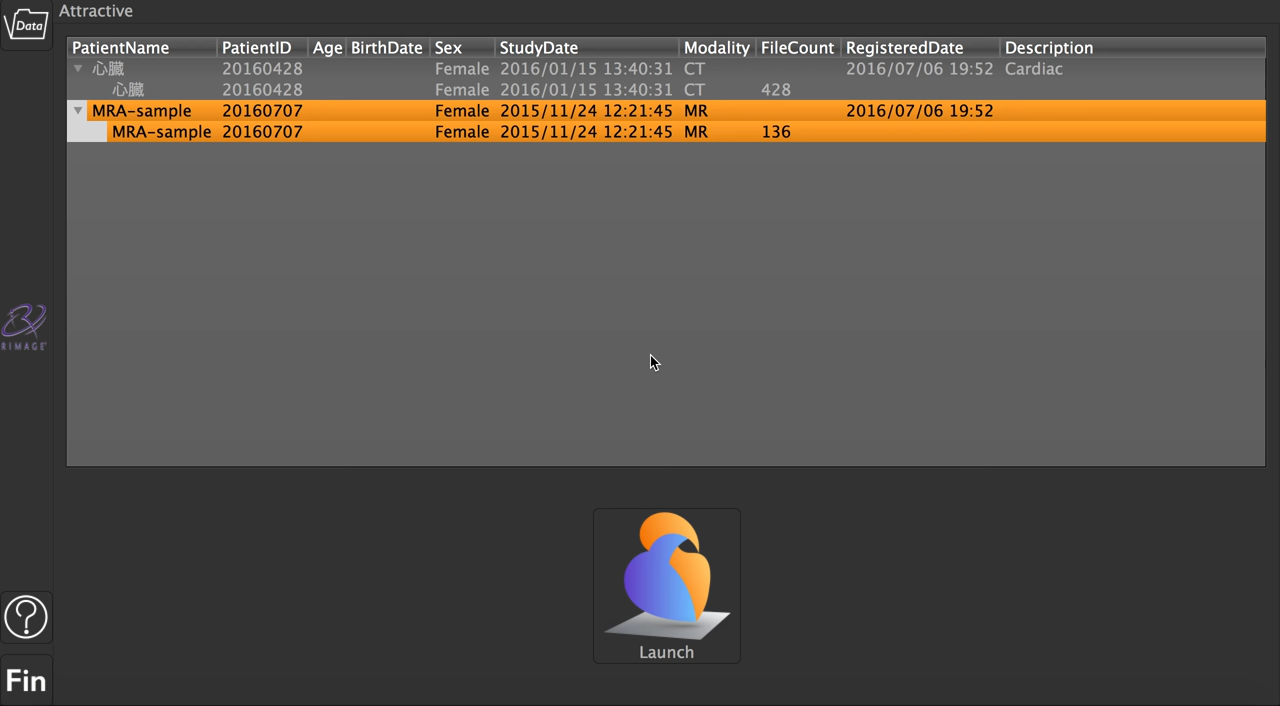 Attractive
Data
PatientName PatientID Age BirthDate Sex StudyDate Modality FileCount RegisteredDate Description
心臓 20160428 Female 2016/01/15 13:40:31 CT 2016/07/06 19:52 Cardiac
心臓 20160428 Female 2016/01/15 13:40:31 CT 428
MRA-sample 20160707 Female 2015/11/24 12:21:45 MR 2016/07/06 19:52
MRA-sample 20160707 Female 2015/11/24 12:21:45 MR 136
RIMAGE
?
Launch
Fin